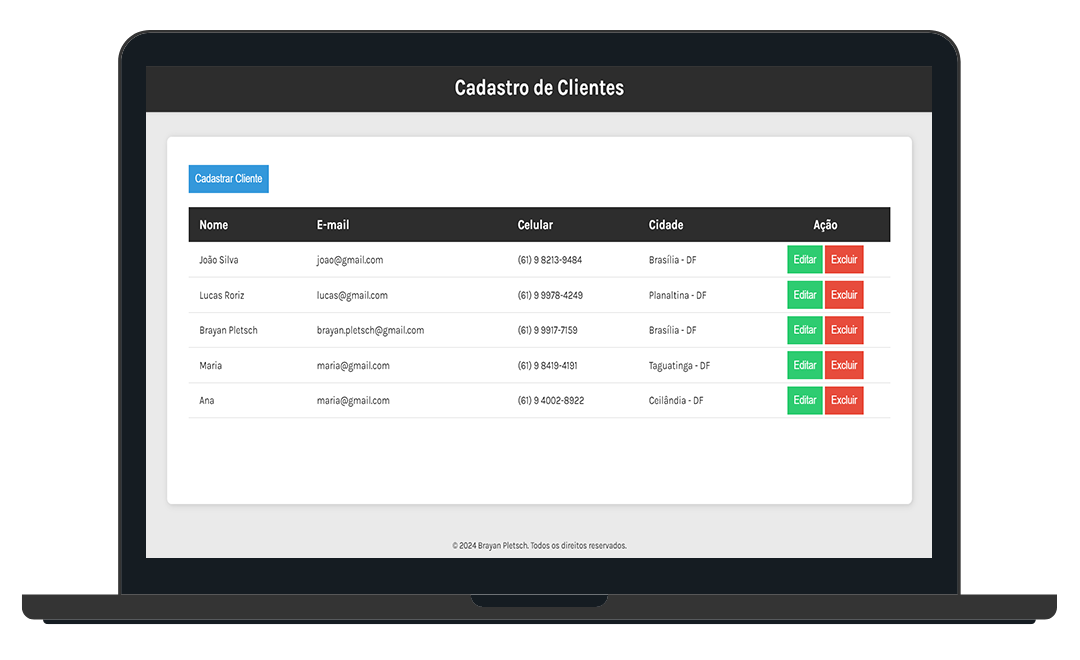 Cadastro de Clientes
Cadastrar Cliente
Nome E-mail Celular Cidade Ação
João Silva joao@gmail.com (61) 9 8213-9484 Brasília - DF Editar Excluir
Lucas Roriz lucas@gmail.com (61) 9 9978-4249 Planaltina - DF Editar Excluir
Brayan Pletsch brayan.pletsch@gmail.com (61) 9 9917-7159 Brasília - DF Editar Excluir
Maria maria@gmail.com (61) 9 8419-4191 Taguatinga - DF Editar Excluir
Ana maria@gmail.com (61) 9 4002-8922 Ceilândia - DF Editar Excluir
© 2024 Brayan Pletsch. Todos os direitos reservados.